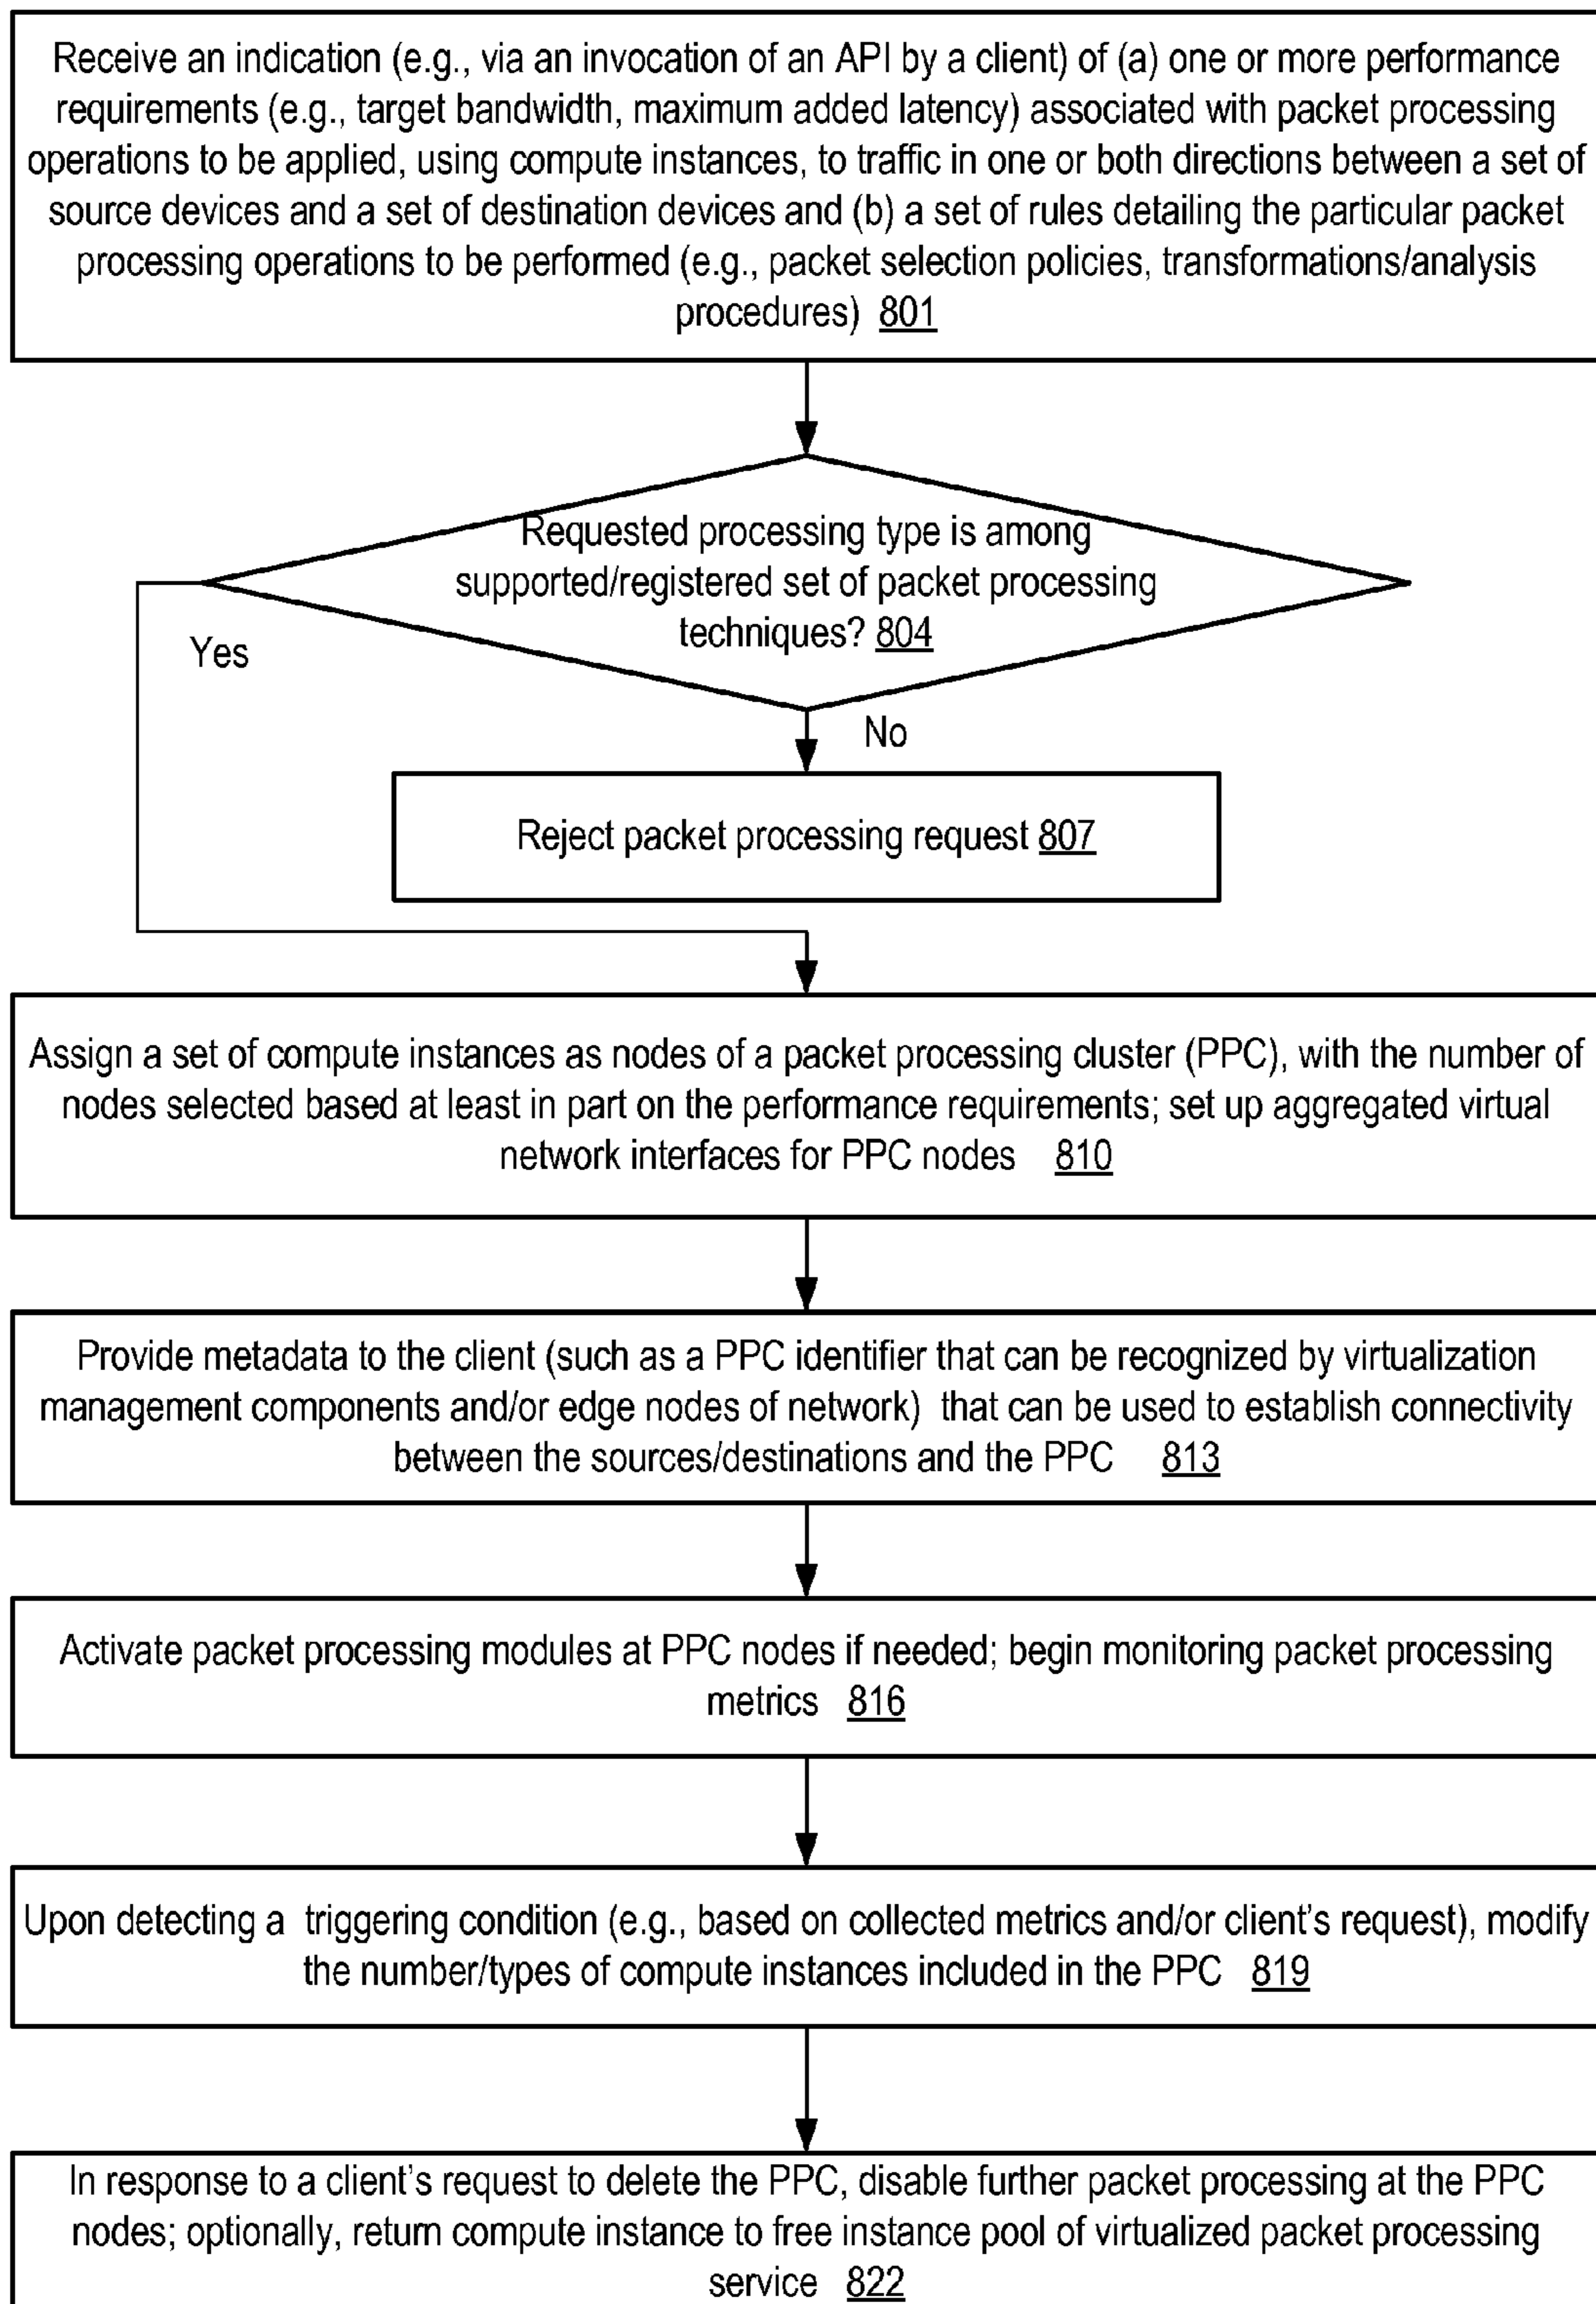 Receive an indication (e.g., via an invocation of an API by a client) of (a) one or more performance
requirements (e.g., target bandwidth, maximum added latency) associated with packet processing
operations to be applied, using compute instances, to traffic in one or both directions between a set of
source devices and a set of destination devices and (b) a set of rules detailing the particular packet
processing operations to be performed (e.g., packet selection policies, transformations/analysis
procedures) 801
Requested processing type is among
supported/registered set of packet processing
techniques? 804
Yes
No
Reject packet processing request 807
Assign a set of compute instances as nodes of a packet processing cluster (PPC), with the number of
nodes selected based at least in part on the performance requirements; set up aggregated virtual
network interfaces for PPC nodes 810
Provide metadata to the client (such as a PPC identifier that can be recognized by virtualization
management components and/or edge nodes of network) that can be used to establish connectivity
between the sources/destinations and the PPC 813
Activate packet processing modules at PPC nodes if needed; begin monitoring packet processing
metrics 816
Upon detecting a triggering condition (e.g., based on collected metrics and/or client's request), modify
the number/types of compute instances included in the PPC 819
In response to a client's request to delete the PPC, disable further packet processing at the PPC
nodes; optionally, return compute instance to free instance pool of virtualized packet processing
service 822